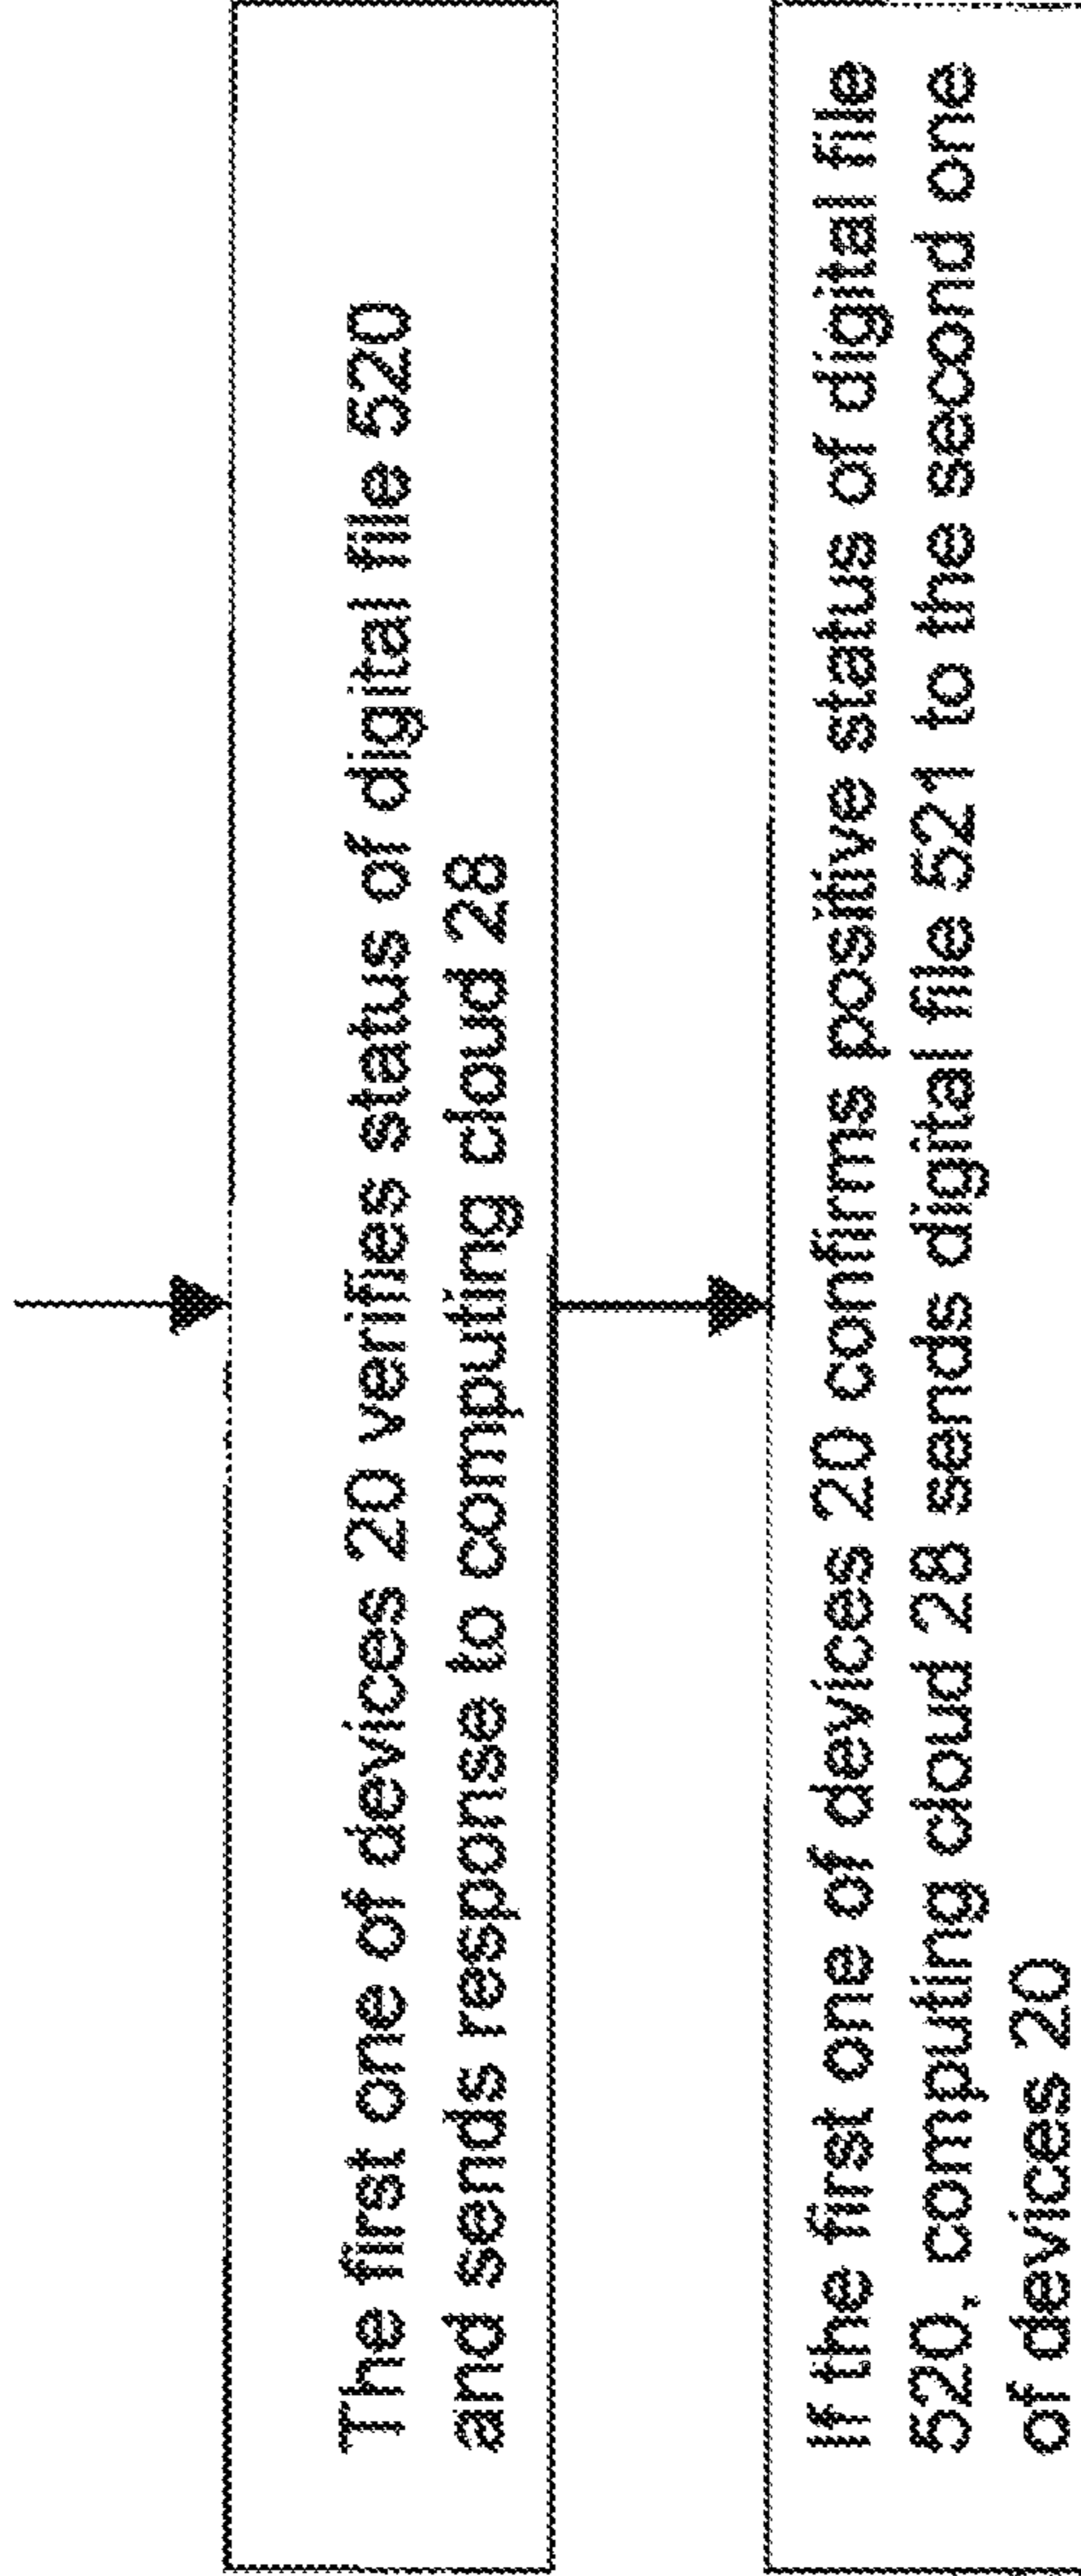 The first one of devices 20 verifies status of digital file 520
and sends response to computing cloud 28
If the first one of devices 20 confirms positive status of digital file
520, computing cloud 28 sends digital file 521 to the second one
of devices 20